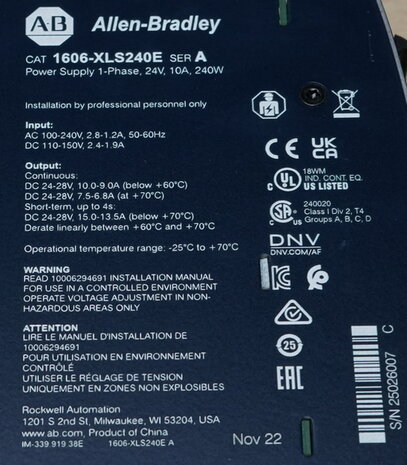 AB Allen-Bradley
CAT 1606-XLS240E SER A
Power Supply 1-Phase, 24V, 10A, 240W
Installation by professional personnel only
Input:
AC 100-240V, 2.8-1.2A, 50-60Hz
DC 110-150V, 2.4-1.9A
Output:
Continuous:
DC 24-28V, 10.0-9.0A (below +60°C)
DC 24-28V, 7.5-6.8A (at +70°C)
Short-term, up to 4s:
DC 24-28V, 15.0-13.5A (below +70°C)
Derate linearly between +60°C and +70°C
Operational temperature range: -25°C to +70°C
WARNING
READ 10006294691 INSTALLATION MANUAL
FOR USE IN A CONTROLLED ENVIRONMENT
OPERATE VOLTAGE ADJUSTMENT IN NON-
HAZARDOUS AREAS ONLY
ATTENTION
LIRE LE MANUEL D'INSTALLATION DE
10006294691
POUR UTILISATION EN ENVIRONNEMENT
CONTRÔLÉ
UTILISER LE RÉGLAGE DE TENSION
UNIQUEMENT EN ZONES NON EXPLOSIBLES
Rockwell Automation
1201 S 2nd St, Milwaukee, WI 53204, USA
www.ab.com, Product of China
IM-339.919.38E 1606-XLS240E A
CE UK
CA
18WM
IND. CONT. EQ.
c UL US LISTED
240020
Class I Div 2, T4
Groups A, B, C, D
SA
c us
DNV
DNV.COM/AF
25
EAC
Nov 22
S/N 25026007 C